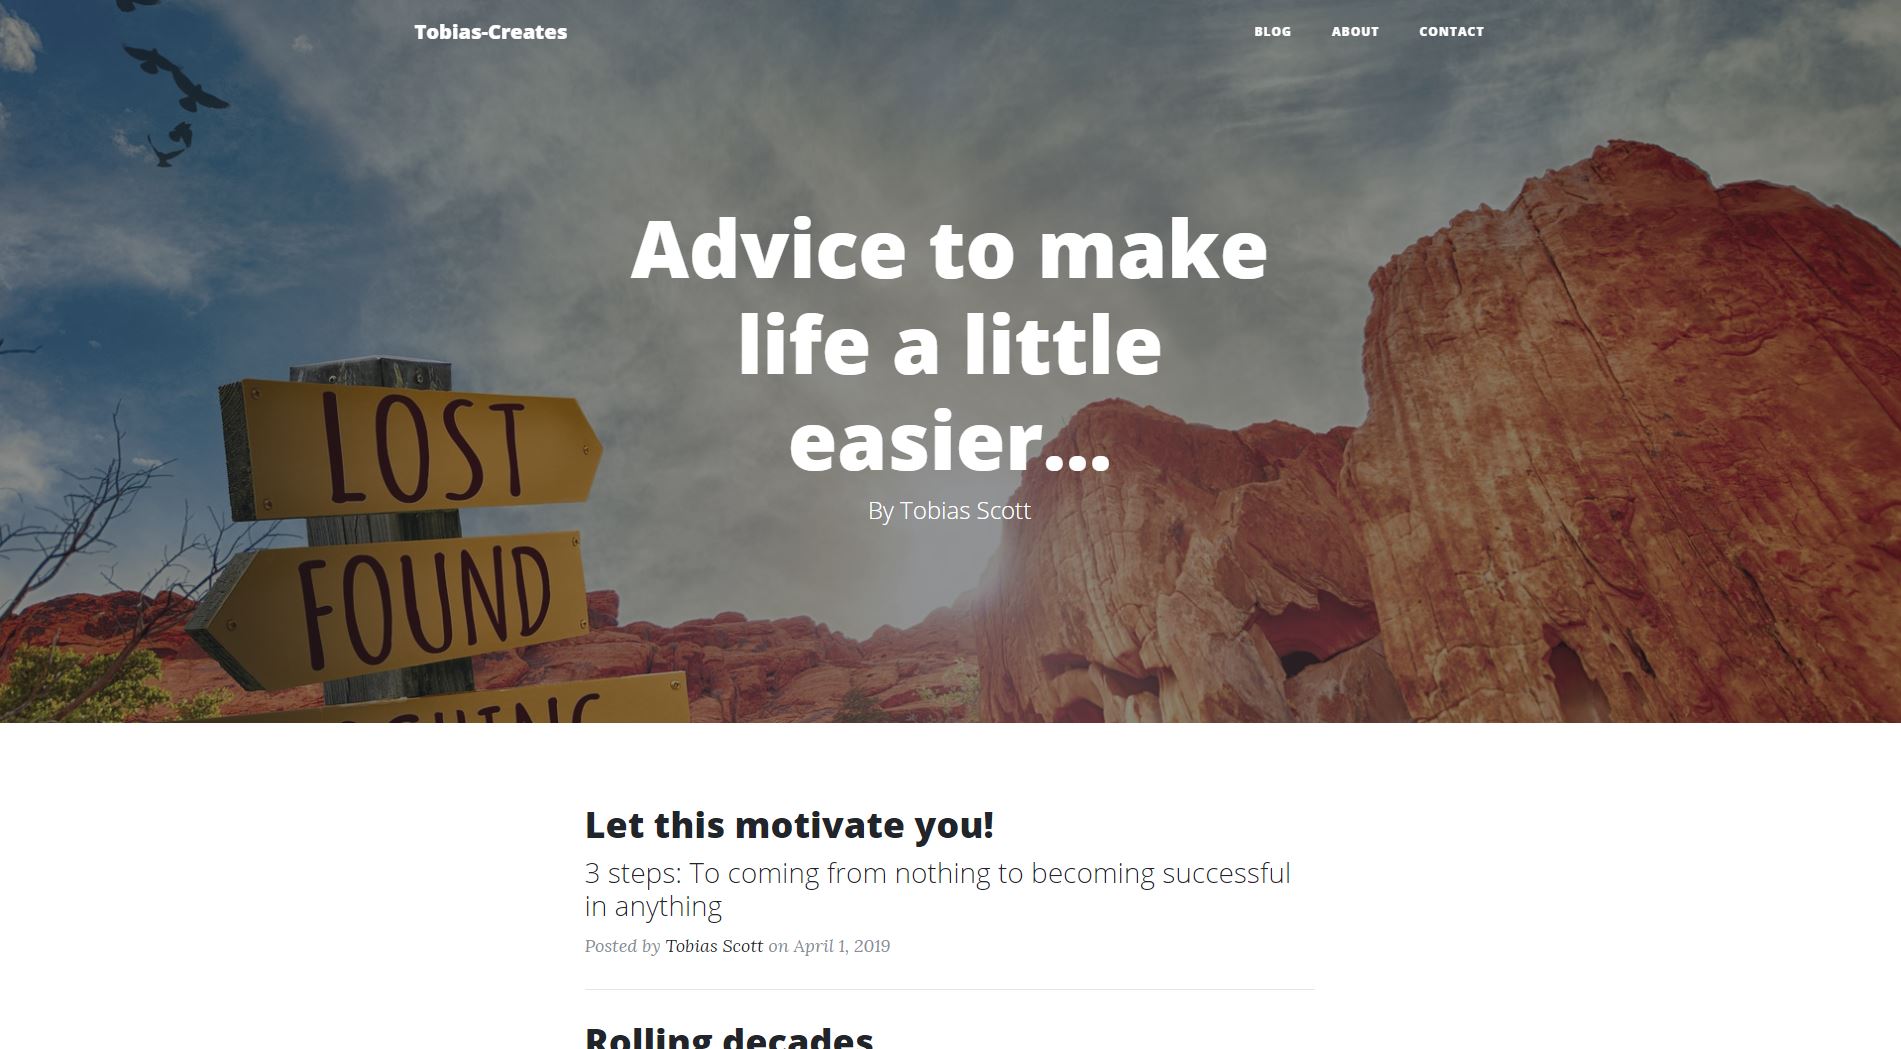 Tobias-Creates
BLOG ABOUT CONTACT
Advice to make
life a little
easier...
By Tobias Scott
LOST
FOUND
Let this motivate you!
3 steps: To coming from nothing to becoming successful
in anything
Posted by Tobias Scott on April 1, 2019
Rolling decades